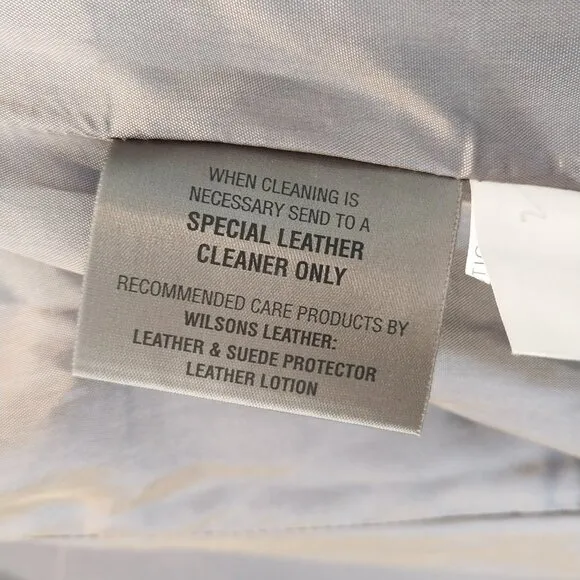 WHEN CLEANING IS
NECESSARY SEND TO A
SPECIAL LEATHER
CLEANER ONLY
RECOMMENDED CARE PRODUCTS BY
WILSONS LEATHER:
LEATHER & SUEDE PROTECTOR
LEATHER LOTION